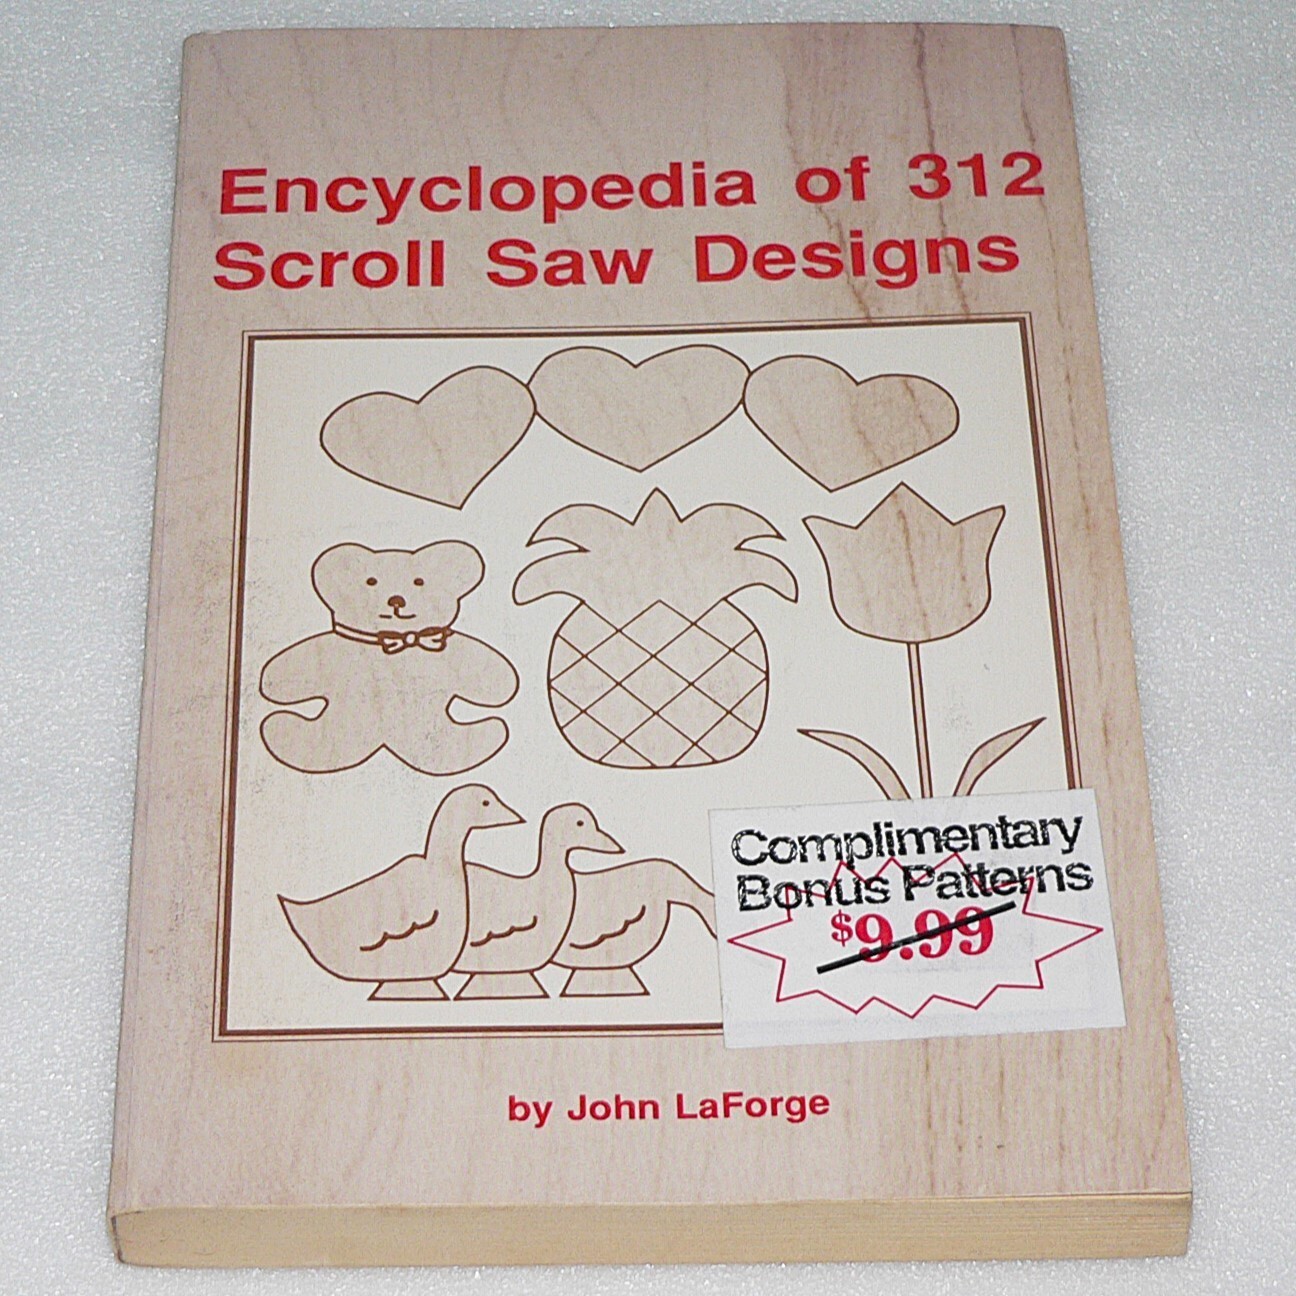 Encyclopedia of 312
Scroll Saw Designs
Complimentary
Bonus Patterns
$9.99
by John LaForge